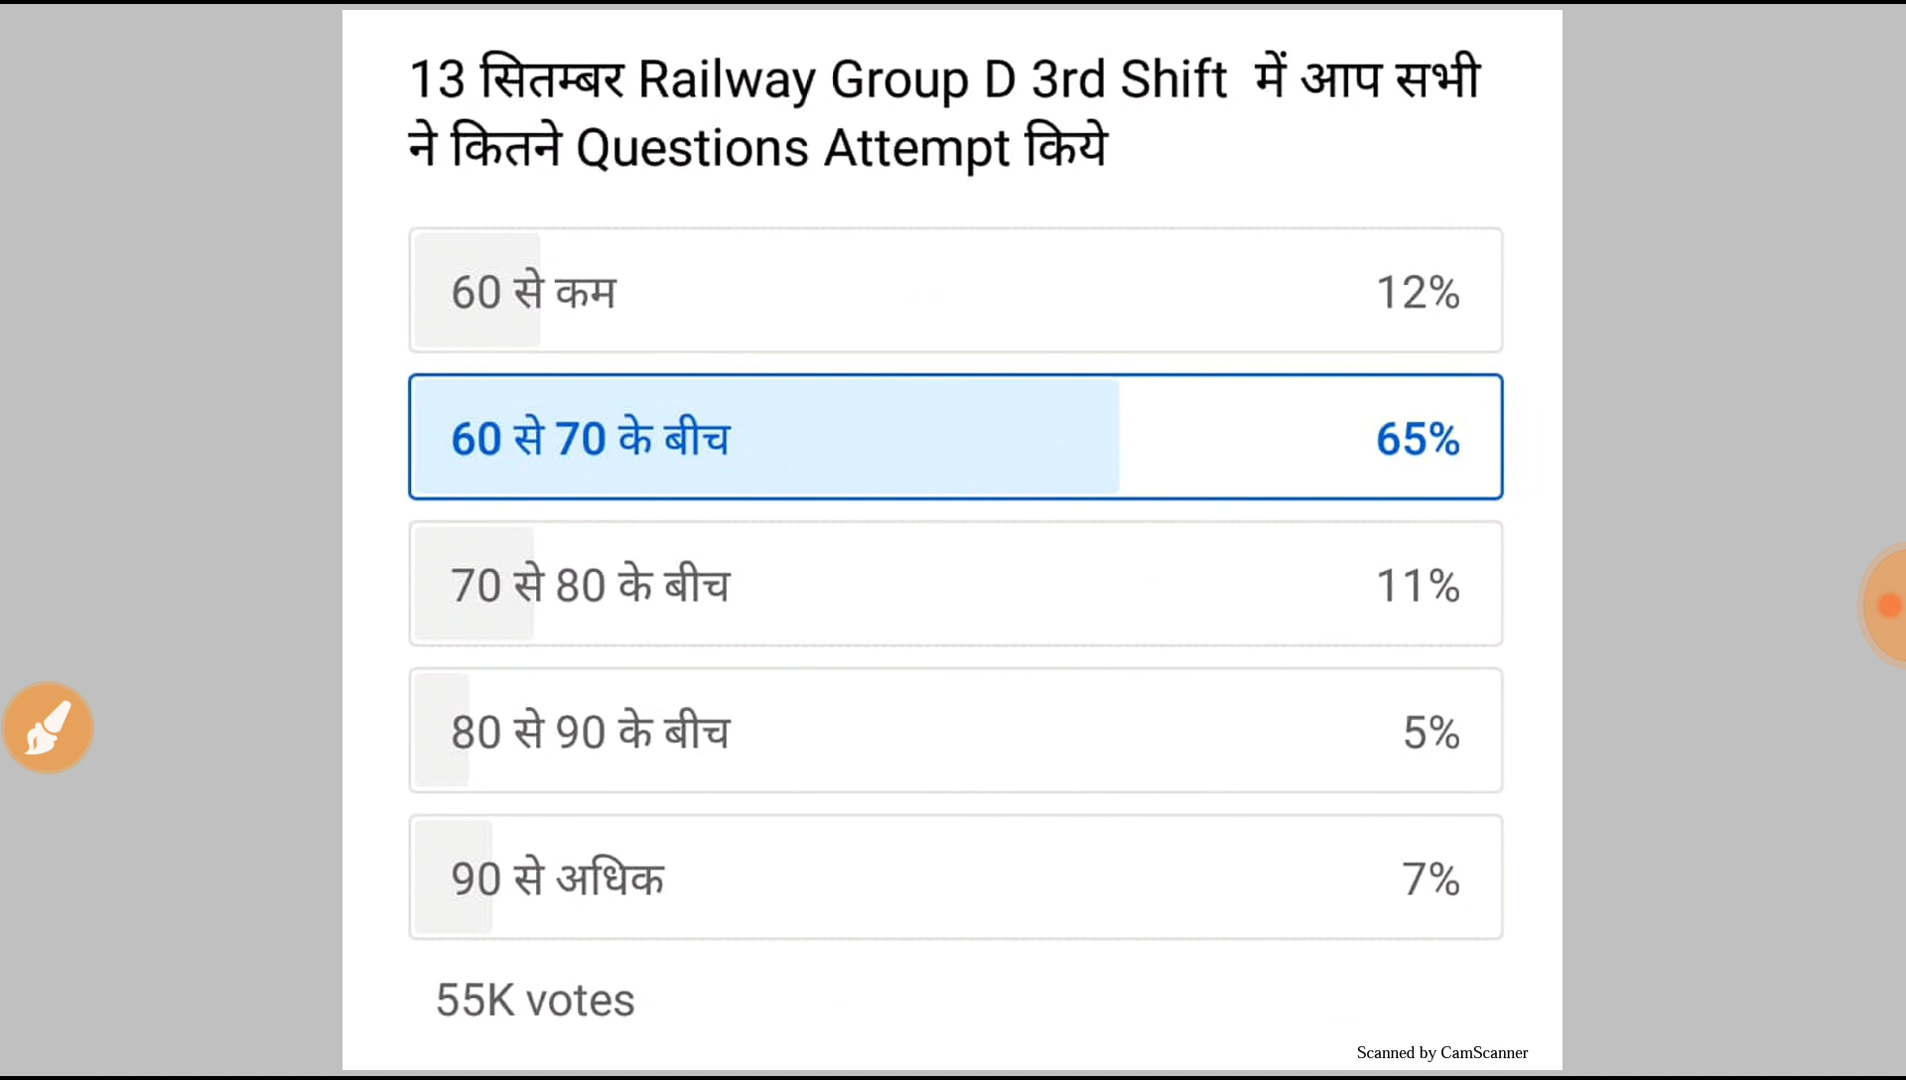 13 सितम्बर Railway Group D 3rd Shift में आप सभी
ने कितने Questions Attempt किये
60 से कम 12%
60 से 70 के बीच 65%
70 से 80 के बीच 11%
80 से 90 के बीच 5%
90 से अधिक 7%
55K votes
Scanned by CamScanner